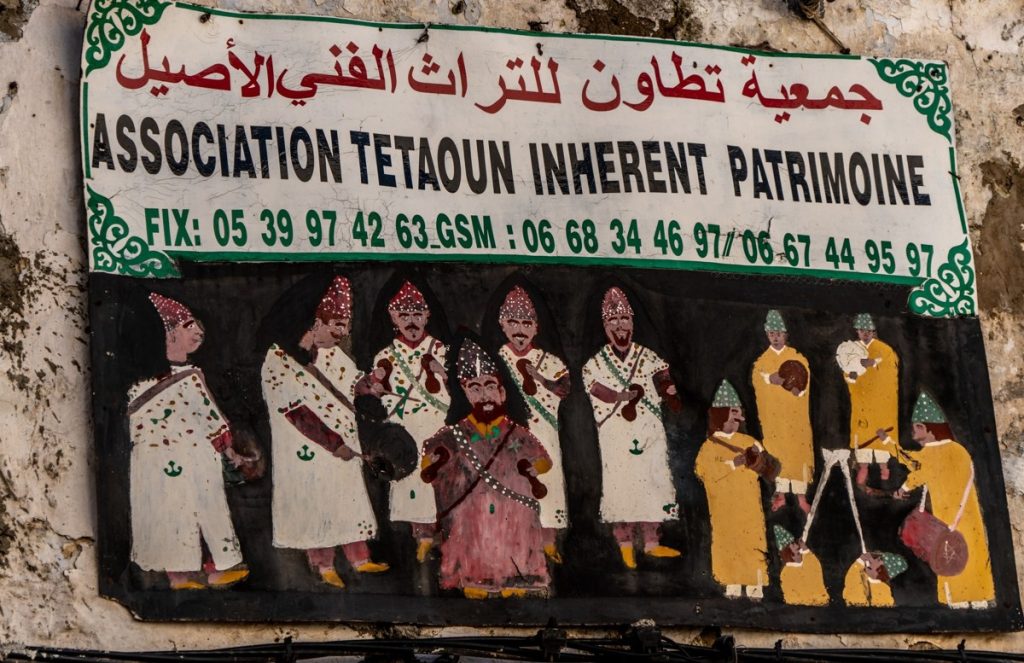 جمعية تطاون للتراث الفني الأصيل
ASSOCIATION TETAOUN INHERENT PATRIMOINE
FIX: 05 39 97 42 63_GSM : 06 68 34 46 97// 06 67 44 95 97